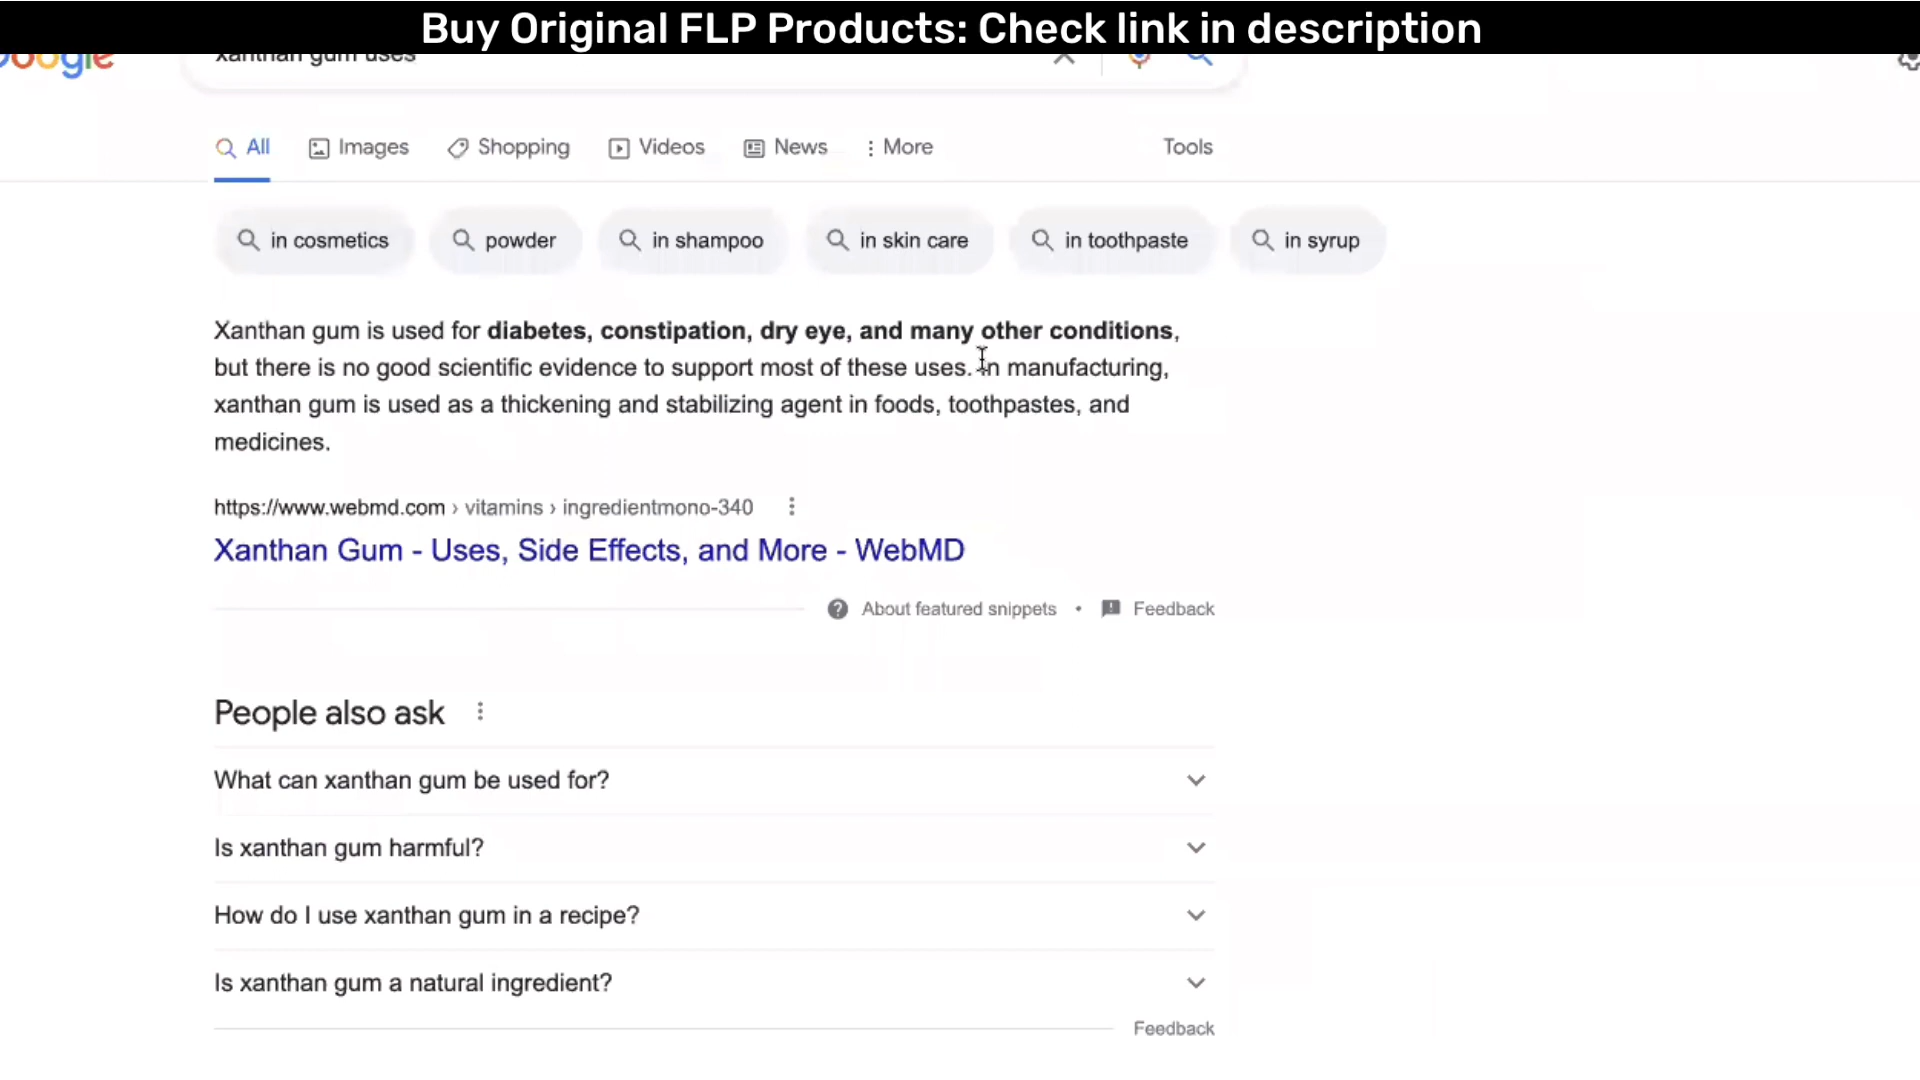 Buy Original FLP Products: Check link in description
Google
xanthan gum uses
All Images Shopping Videos News More Tools
in cosmetics powder in shampoo in skin care in toothpaste in syrup
Xanthan gum is used for diabetes, constipation, dry eye, and many other conditions,
but there is no good scientific evidence to support most of these uses. In manufacturing,
xanthan gum is used as a thickening and stabilizing agent in foods, toothpastes, and
medicines.
https://www.webmd.com › vitamins › ingredientmono-340
Xanthan Gum - Uses, Side Effects, and More - WebMD
About featured snippets • Feedback
People also ask
What can xanthan gum be used for?
Is xanthan gum harmful?
How do I use xanthan gum in a recipe?
Is xanthan gum a natural ingredient?
Feedback